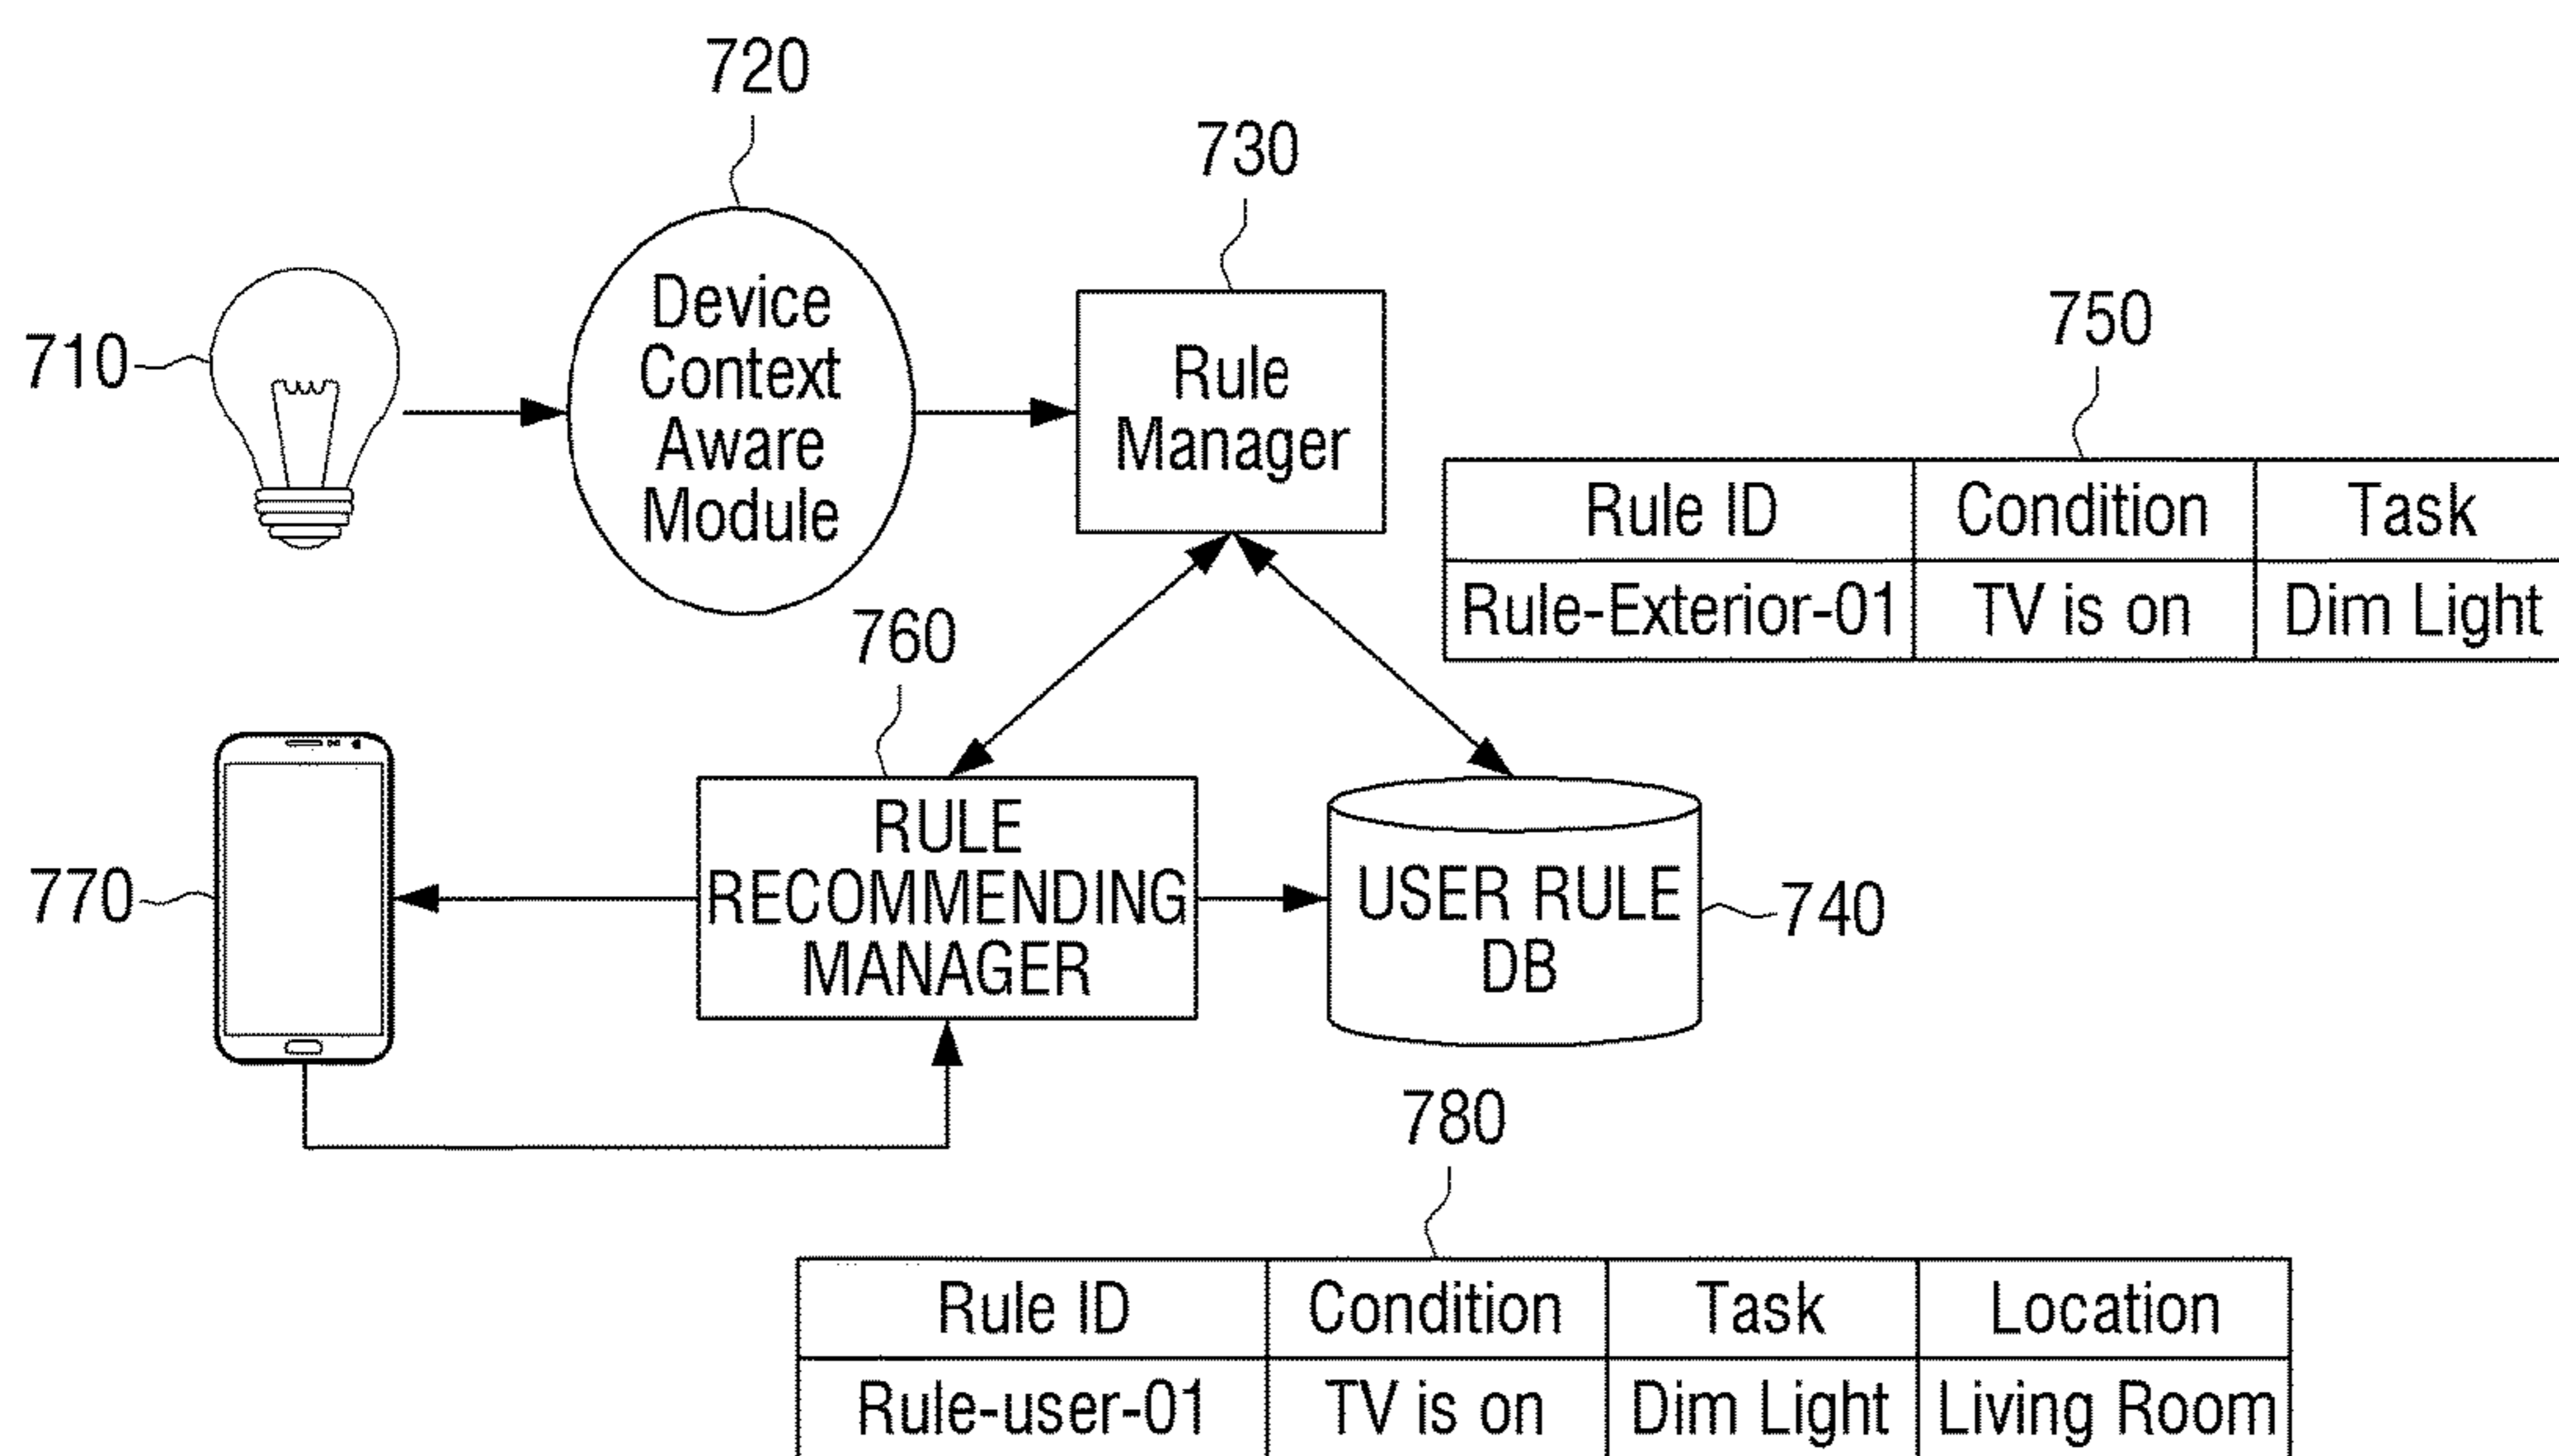 720
730
710
Device
Context
Aware
Module
Rule
Manager
750
Rule ID Condition Task
Rule-Exterior-01 TV is on Dim Light
760
770
RULE
RECOMMENDING
MANAGER
USER RULE
DB
740
780
Rule ID Condition Task Location
Rule-user-01 TV is on Dim Light Living Room